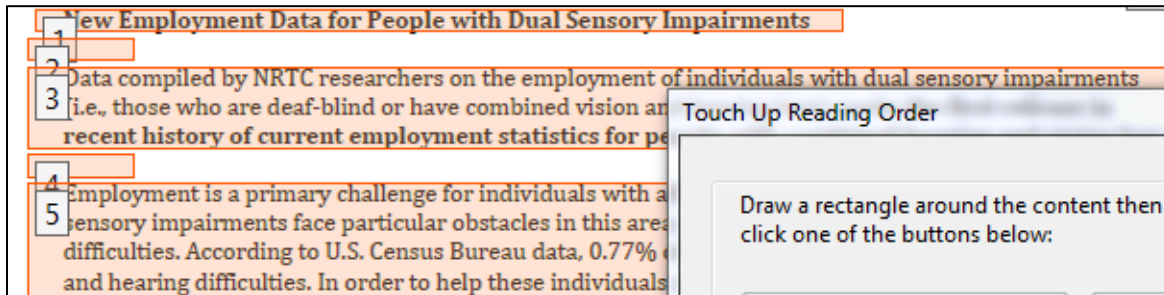 New Employment Data for People with Dual Sensory Impairments
1
2
Data compiled by NRTC researchers on the employment of individuals with dual sensory impairments
3
i.e., those who are deaf-blind or have combined vision an
recent history of current employment statistics for pe
Touch Up Reading Order
4
Employment is a primary challenge for individuals with a
5
sensory impairments face particular obstacles in this area
difficulties. According to U.S. Census Bureau data, 0.77%
and hearing difficulties. In order to help these individuals
Draw a rectangle around the content then
click one of the buttons below: